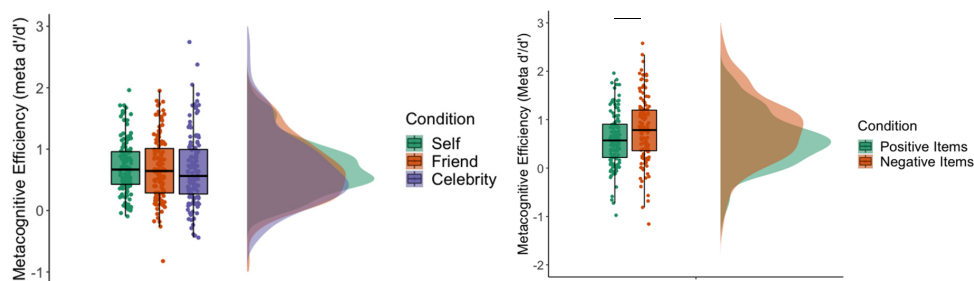 Metacognitive Efficiency (meta d'/d')
3
2
1
0
-1
Condition
Self
Friend
Celebrity
Metacognitive Efficiency (Meta d'/d')
3
2
1
0
-1
-2
Condition
Positive Items
Negative Items